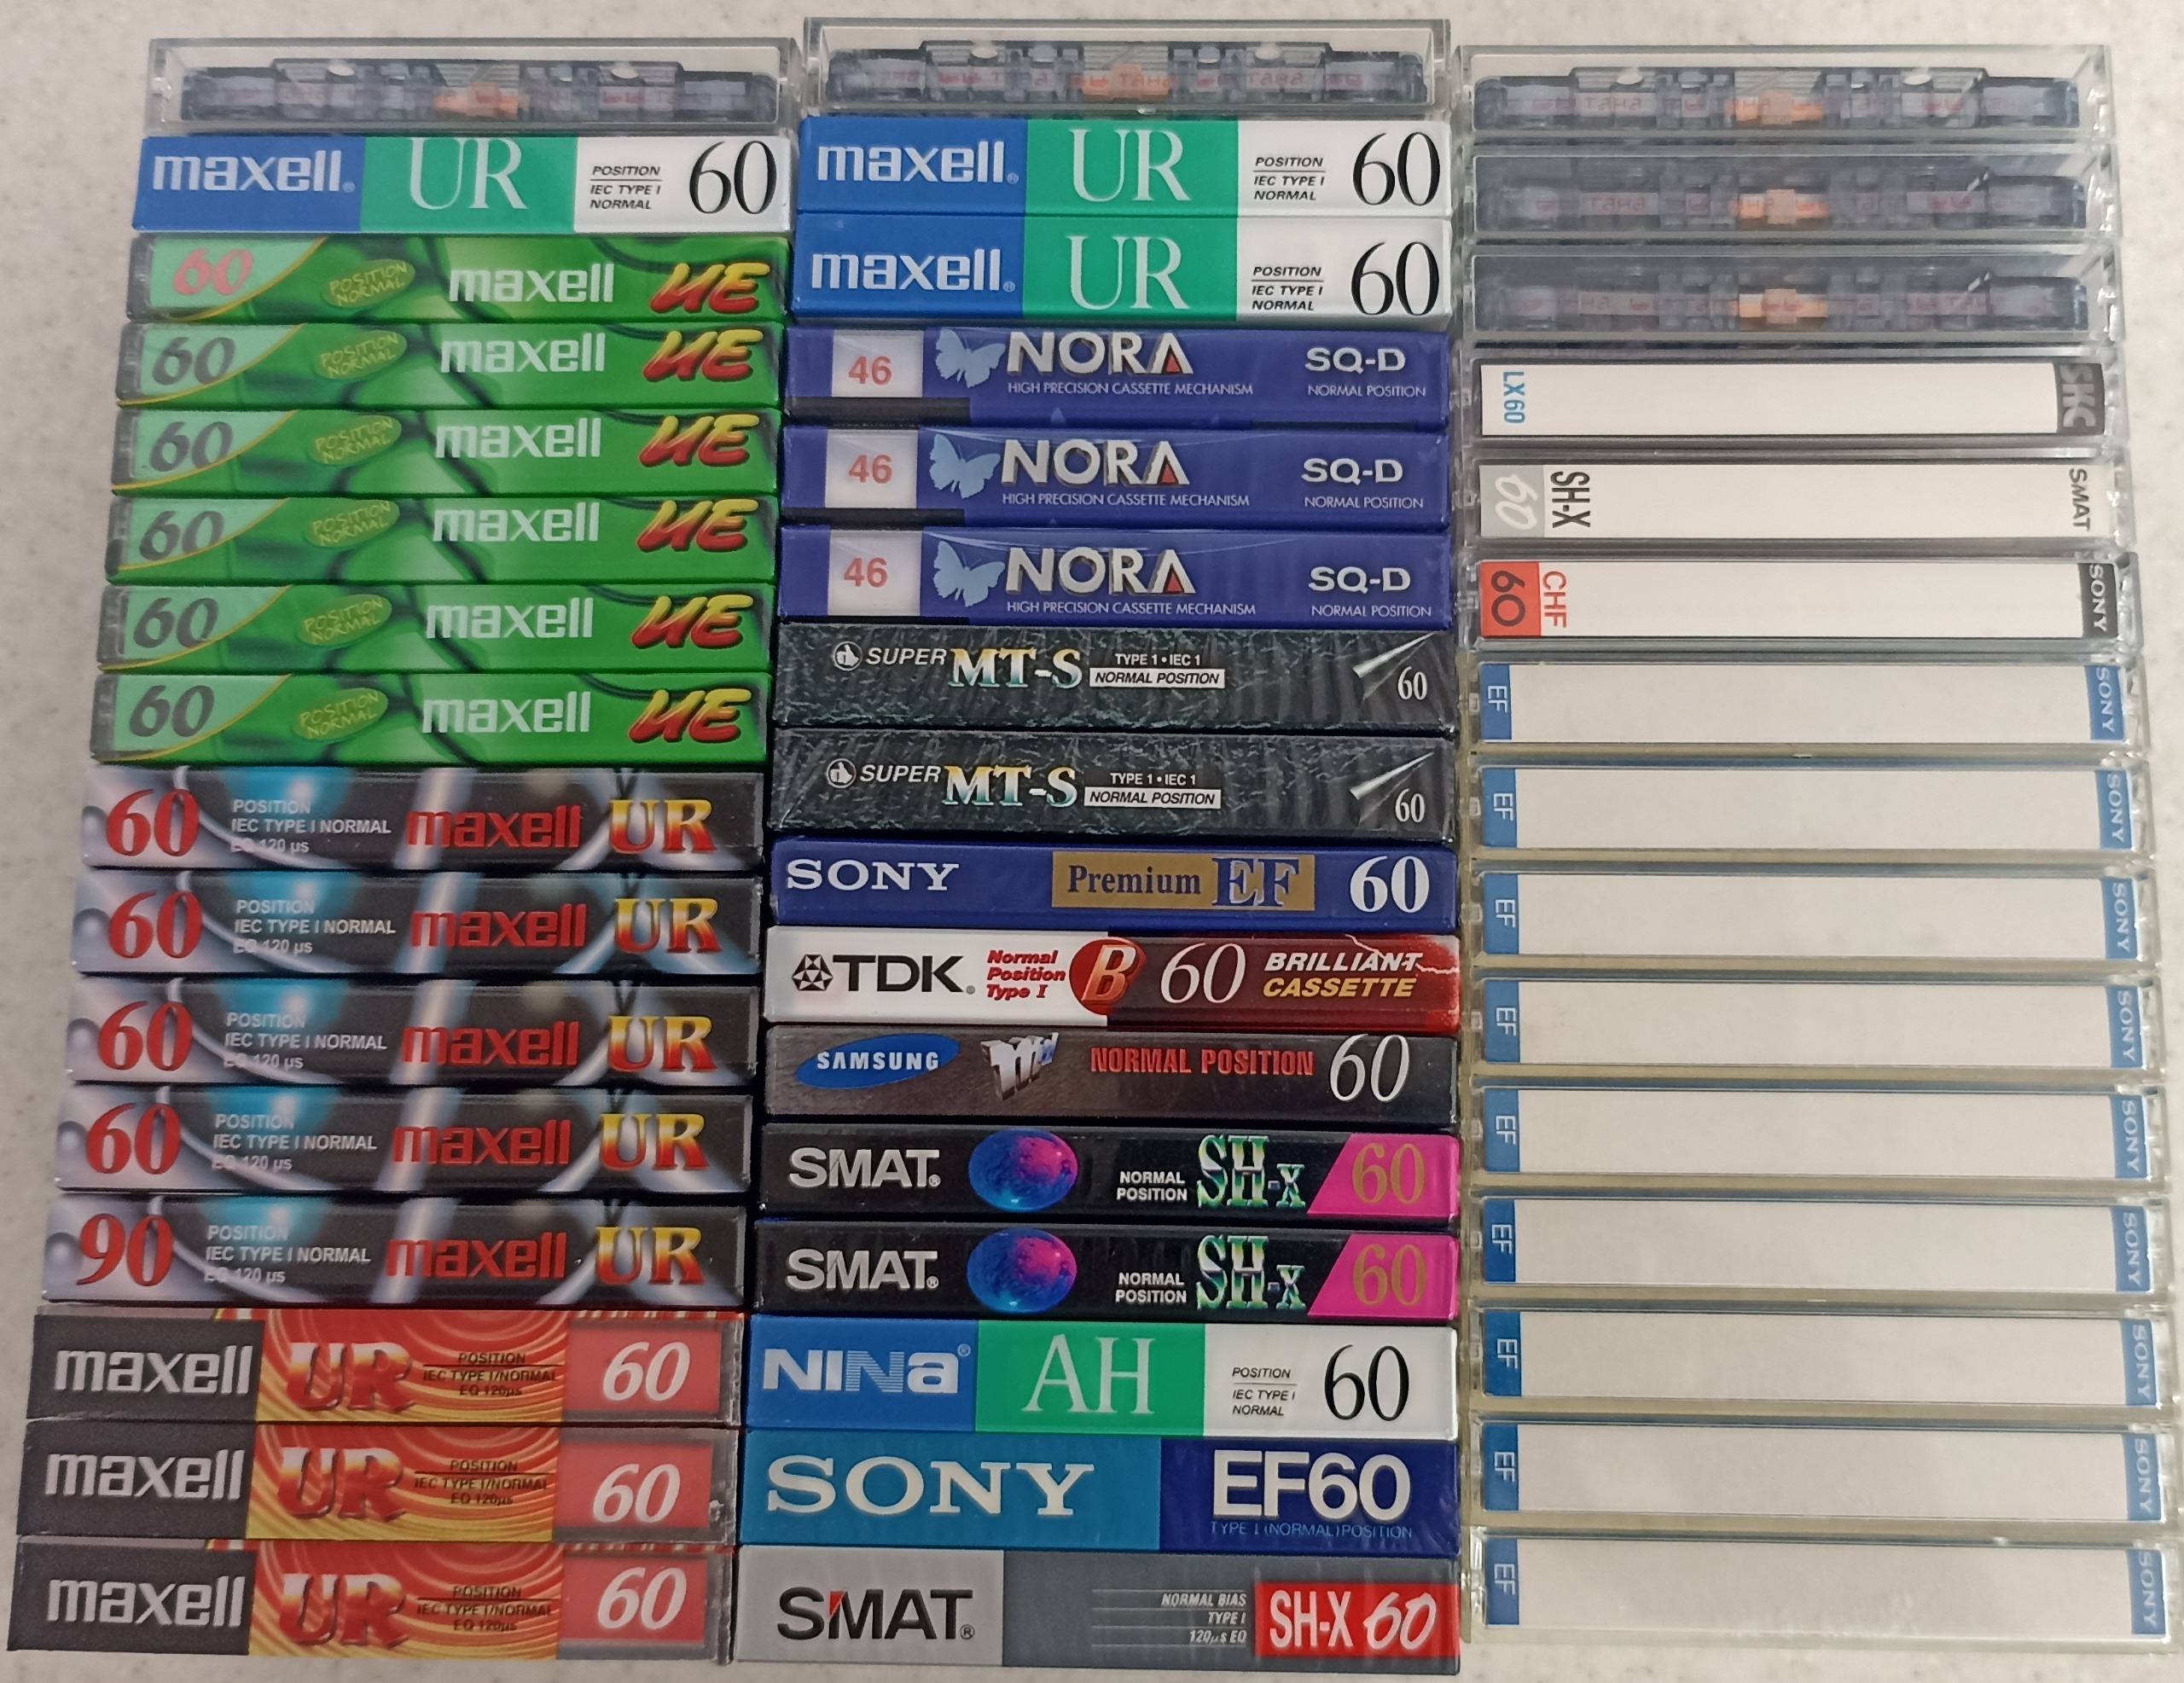 maxell® UR POSITION IEC TYPE I NORMAL 60
60 POSITION NORMAL maxell UE
60 POSITION NORMAL maxell UE
60 POSITION NORMAL maxell UE
60 POSITION NORMAL maxell UE
60 POSITION NORMAL maxell UE
60 POSITION NORMAL maxell UE
60 POSITION IEC TYPE I NORMAL EQ 120 µs maxell UR
60 POSITION IEC TYPE I NORMAL EQ 120 µs maxell UR
60 POSITION IEC TYPE I NORMAL EQ 120 µs maxell UR
60 POSITION IEC TYPE I NORMAL EQ 120 µs maxell UR
90 POSITION IEC TYPE I NORMAL EQ 120 µs maxell UR
maxell UR POSITION IEC TYPE I/NORMAL EQ 120µs 60
maxell UR POSITION IEC TYPE I/NORMAL EQ 120µs 60
maxell UR POSITION IEC TYPE I/NORMAL EQ 120µs 60
maxell® UR POSITION IEC TYPE I NORMAL 60
maxell® UR POSITION IEC TYPE I NORMAL 60
46 NORA HIGH PRECISION CASSETTE MECHANISM SQ-D NORMAL POSITION
46 NORA HIGH PRECISION CASSETTE MECHANISM SQ-D NORMAL POSITION
46 NORA HIGH PRECISION CASSETTE MECHANISM SQ-D NORMAL POSITION
SUPER MT-S TYPE 1 • IEC 1 NORMAL POSITION 60
SUPER MT-S TYPE 1 • IEC 1 NORMAL POSITION 60
SONY Premium EF 60
TDK® Normal Position Type I B 60 BRILLIANT CASSETTE
SAMSUNG NORMAL POSITION 60
SMAT® NORMAL POSITION SH-X 60
SMAT® NORMAL POSITION SH-X 60
NINa® AH POSITION IEC TYPE I NORMAL 60
SONY EF60 TYPE I (NORMAL) POSITION
SMAT® NORMAL BIAS TYPE I 120µs EQ SH-X 60
LX 60 SKC
60 SH-X SMAT
60 CHF SONY
EF SONY
EF SONY
EF SONY
EF SONY
EF SONY
EF SONY
EF SONY
EF SONY
EF SONY